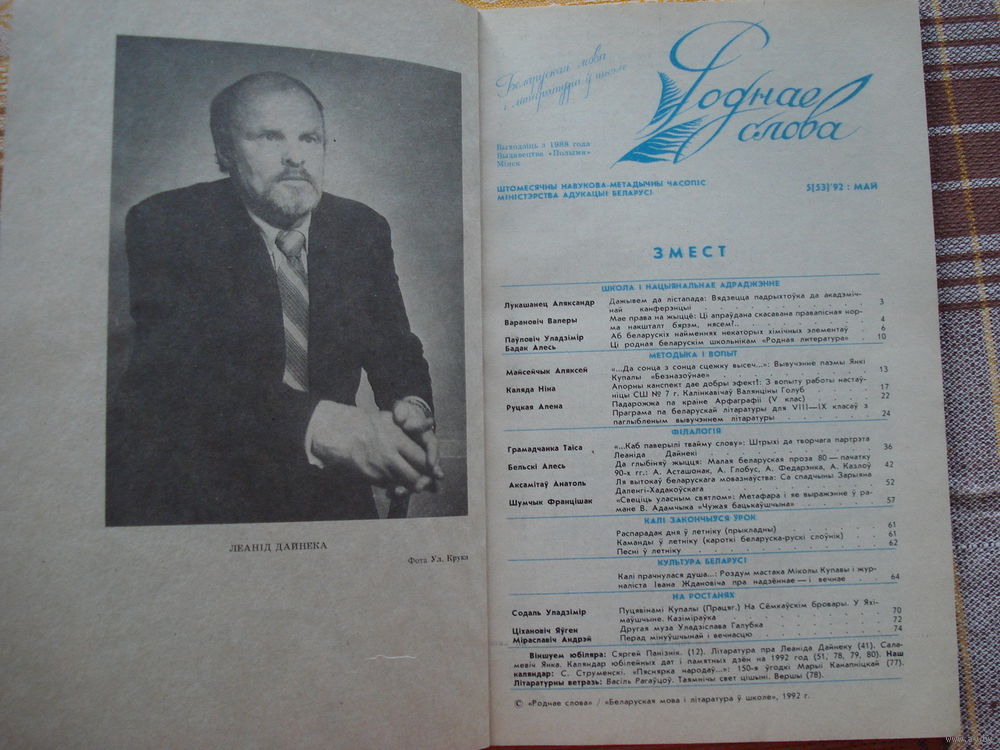 ЛЕАНІД ДАЙНЕКА
Фота Ул. Крука
Беларуская мова
і літаратура ў школе
Роднае
слова
Выходзіць з 1988 года
Выдавецтва «Полымя»
Мінск
ШТОМЕСЯЧНЫ НАВУКОВА-МЕТАДЫЧНЫ ЧАСОПІС
МІНІСТЭРСТВА АДУКАЦЫІ БЕЛАРУСІ
5(53)'92 : МАЙ
ЗМЕСТ
ШКОЛА І НАЦЫЯНАЛЬНАЕ АДРАДЖЭННЕ
Лукашанец Аляксандр Дажывем да лістапада: Вядзецца падрыхтоўка да акадэміч-
най канферэнцыі 3
Варановіч Валеры Мае права на жыццё: Ці апраўдана скасавана правапісная нор-
ма накшталт бярэм, нясем?.. 4
Паўловіч Уладзімір Аб беларускіх найменнях некаторых хімічных элементаў 6
Бадак Алесь Ці родная беларускім школьнікам «Родная литература» 10
МЕТОДЫКА І ВОПЫТ
Майсейчык Аляксей «...Да сонца з сонца сцежку высеч...»: Вывучэнне паэмы Янкі
Купалы «Безназоўнае» 13
Каляда Ніна Апорны канспект дае добры эфект!: З вопыту работы настаў-
ніцы СШ № 7 г. Калінкавічаў Валянціны Голуб 17
Руцкая Алена Падарожжа па краіне Арфаграфіі (V клас) 22
Праграма па беларускай літаратуры для VIII—IX класаў з
паглыбленым вывучэннем літаратуры 24
ФІЛАЛОГІЯ
Грамадчанка Таіса «...Каб паверылі твайму слову»: Штрыхі да творчага партрэта
Леаніда Дайнекі 36
Бельскі Алесь Да глыбіняў жыцця: Малая беларуская проза 80 — пачатку
90-х гг.: А. Асташонак, А. Глобус, А. Федарэнка, А. Казлоў 42
Аксамітаў Анатоль Ля вытокаў беларускага мовазнаўства: Са спадчыны Зарыяна
Даленгі-Хадакоўскага 52
Шумчык Францішак «Свеціць уласным святлом»: Метафара і яе выражэнне ў ра-
мане В. Адамчыка «Чужая бацькаўшчына» 57
КАЛІ ЗАКОНЧЫЎСЯ ЎРОК
Распарадак дня ў летніку (прыкладны) 61
Каманды ў летніку (кароткі беларуска-рускі слоўнік) 61
Песні ў летніку 62
КУЛЬТУРА БЕЛАРУСІ
Калі прачнулася душа...: Роздум мастака Міколы Купавы і жур-
наліста Івана Ждановіча пра надзённае — і вечнае 64
НА РОСТАНЯХ
Содаль Уладзімір Пуцявінамі Купалы (Працяг.) На Сёмкаўскім бровары. У Яхі-
маўшчыне. Казіміраўка 70
Ціхановіч Яўген Другая муза Уладзіслава Галубка 72
Міраславіч Андрэй Перад мінуўшчынай і вечнасцю 74
Віншуем юбіляра: Сяргей Панізнік. (12). Літаратура пра Леаніда Дайнеку (41). Сала-
мевіч Янка. Каляндар юбілейных дат і памятных дзён на 1992 год (51, 78, 79, 80). Наш
каляндар: С. Струменскі. «Пяснярка народаў...»: 150-я ўгодкі Марыі Канапніцкай (77).
Літаратурны ветразь: Васіль Рагаўцоў. Таямнічы свет цішыні. Вершы (78).
© «Роднае слова» / «Беларуская мова і літаратура ў школе», 1992 г.